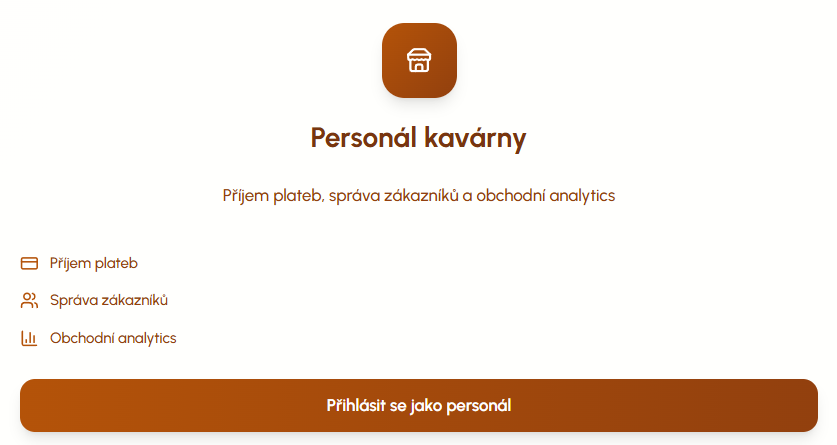 Personál kavárny
Příjem plateb, správa zákazníků a obchodní analytics
Příjem plateb
Správa zákazníků
Obchodní analytics
Přihlásit se jako personál